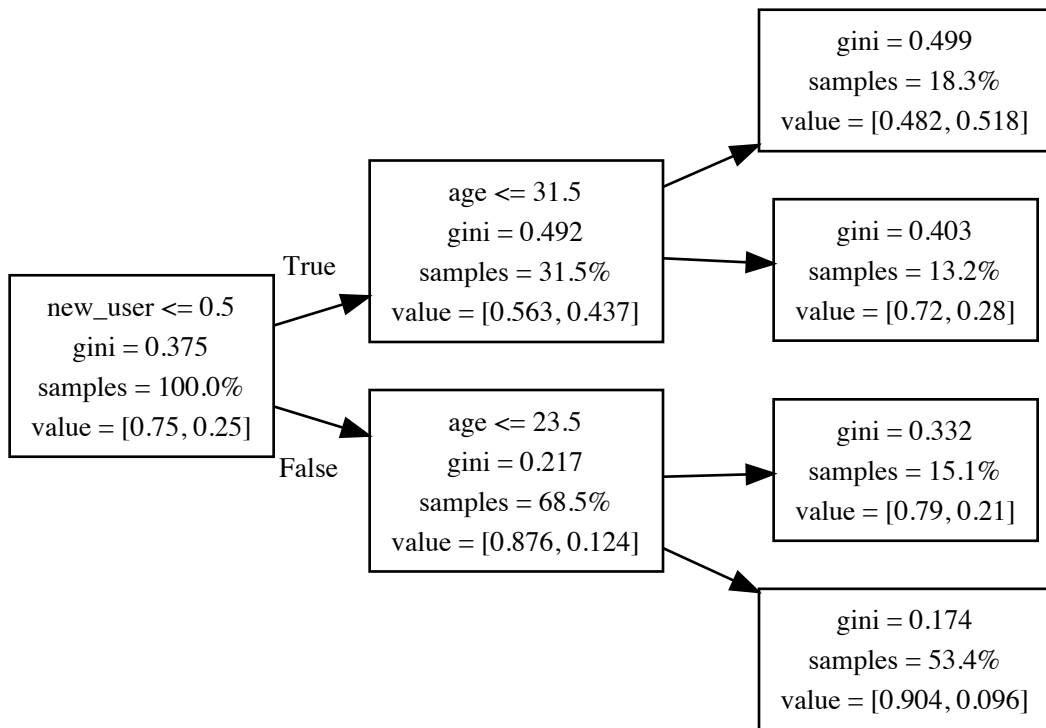 new_user <= 0.5
gini = 0.375
samples = 100.0%
value = [0.75, 0.25]
True
False
age <= 31.5
gini = 0.492
samples = 31.5%
value = [0.563, 0.437]
age <= 23.5
gini = 0.217
samples = 68.5%
value = [0.876, 0.124]
gini = 0.499
samples = 18.3%
value = [0.482, 0.518]
gini = 0.403
samples = 13.2%
value = [0.72, 0.28]
gini = 0.332
samples = 15.1%
value = [0.79, 0.21]
gini = 0.174
samples = 53.4%
value = [0.904, 0.096]